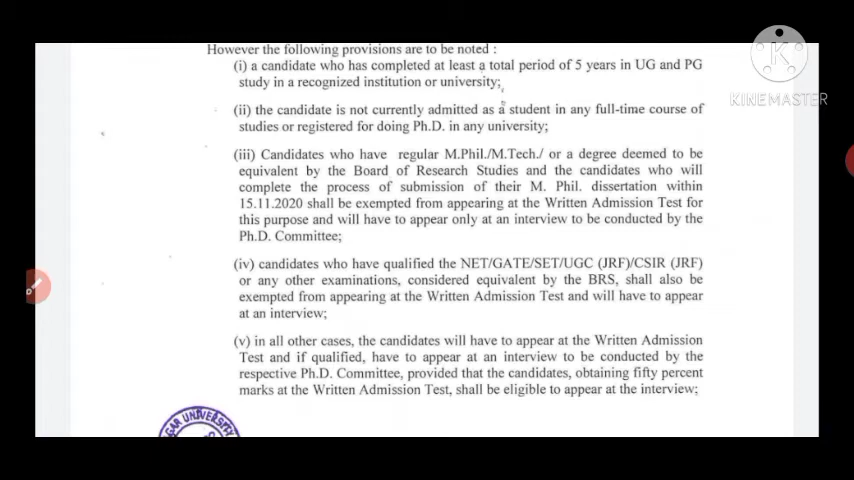 However the following provisions are to be noted :
(i) a candidate who has completed at least a total period of 5 years in UG and PG
study in a recognized institution or university;
(ii) the candidate is not currently admitted as a student in any full-time course of
studies or registered for doing Ph.D. in any university;
(iii) Candidates who have regular M.Phil./M.Tech./ or a degree deemed to be
equivalent by the Board of Research Studies and the candidates who will
complete the process of submission of their M. Phil. dissertation within
15.11.2020 shall be exempted from appearing at the Written Admission Test for
this purpose and will have to appear only at an interview to be conducted by the
Ph.D. Committee;
(iv) candidates who have qualified the NET/GATE/SET/UGC (JRF)/CSIR (JRF)
or any other examinations, considered equivalent by the BRS, shall also be
exempted from appearing at the Written Admission Test and will have to appear
at an interview;
(v) in all other cases, the candidates will have to appear at the Written Admission
Test and if qualified, have to appear at an interview to be conducted by the
respective Ph.D. Committee, provided that the candidates, obtaining fifty percent
marks at the Written Admission Test, shall be eligible to appear at the interview;
KINEMASTER
UNIVERSITY